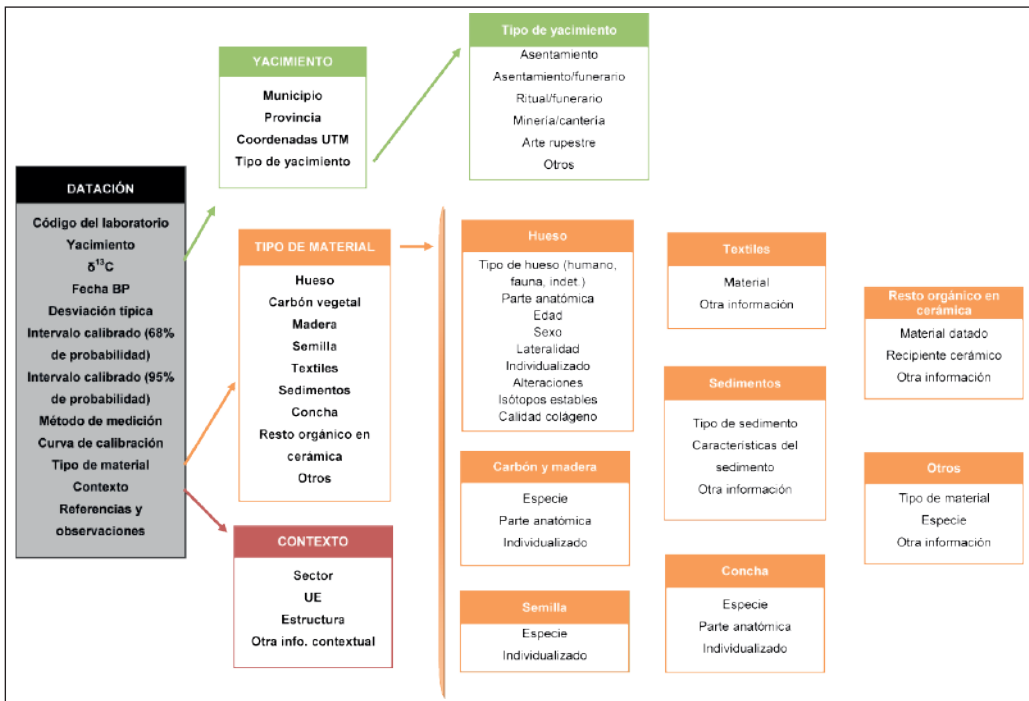 DATACIÓN
Código del laboratorio
Yacimiento
δ¹³C
Fecha BP
Desviación típica
Intervalo calibrado (68%
de probabilidad)
Intervalo calibrado (95%
de probabilidad)
Método de medición
Curva de calibración
Tipo de material
Contexto
Referencias y
observaciones
YACIMIENTO
Municipio
Provincia
Coordenadas UTM
Tipo de yacimiento
Tipo de yacimiento
Asentamiento
Asentamiento/funerario
Ritual/funerario
Minería/cantería
Arte rupestre
Otros
TIPO DE MATERIAL
Hueso
Carbón vegetal
Madera
Semilla
Textiles
Sedimentos
Concha
Resto orgánico en
cerámica
Otros
CONTEXTO
Sector
UE
Estructura
Otra info. contextual
Hueso
Tipo de hueso (humano,
fauna, indet.)
Parte anatómica
Edad
Sexo
Lateralidad
Individualizado
Alteraciones
Isótopos estables
Calidad colágeno
Carbón y madera
Especie
Parte anatómica
Individualizado
Semilla
Especie
Individualizado
Textiles
Material
Otra información
Sedimentos
Tipo de sedimento
Características del
sedimento
Otra información
Concha
Especie
Parte anatómica
Individualizado
Resto orgánico en
cerámica
Material datado
Recipiente cerámico
Otra información
Otros
Tipo de material
Especie
Otra información